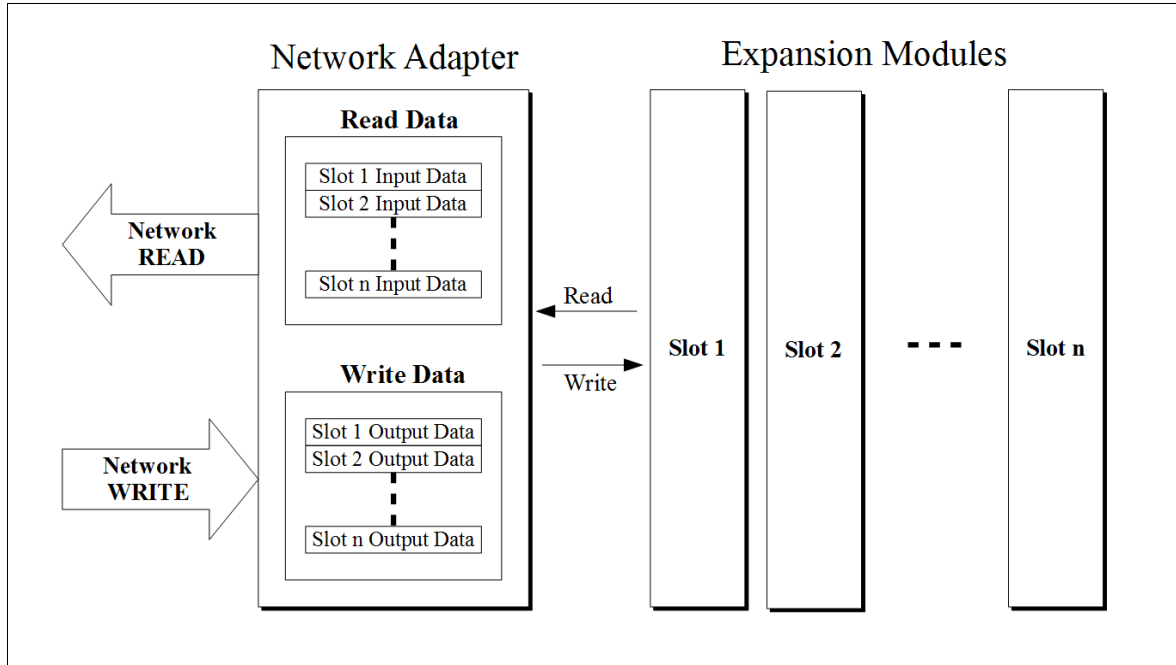 Network Adapter
Expansion Modules
Read Data
Slot 1 Input Data
Slot 2 Input Data
Slot n Input Data
Network
READ
Read
Write
Slot 1
Slot 2
Slot n
Write Data
Slot 1 Output Data
Slot 2 Output Data
Slot n Output Data
Network
WRITE